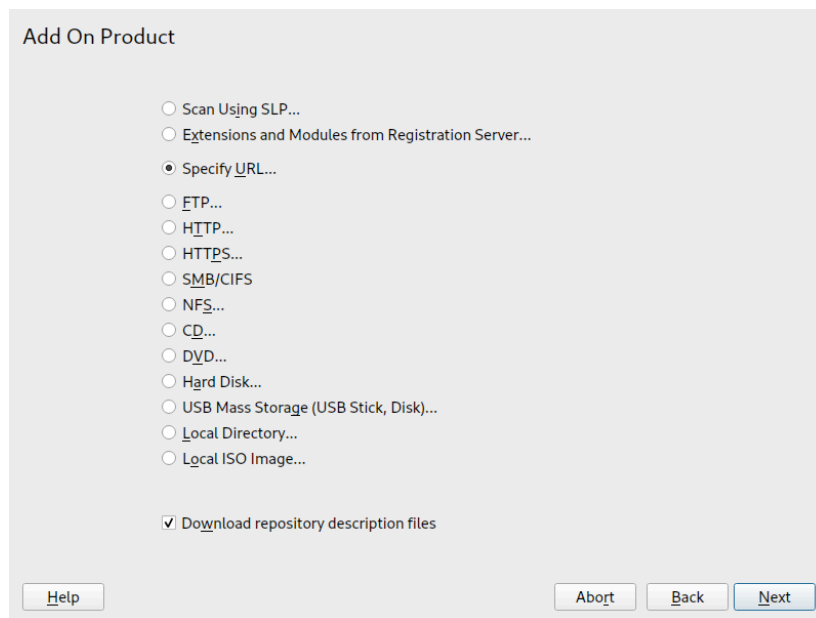 Add On Product
Scan Using SLP...
Extensions and Modules from Registration Server...
Specify URL...
FTP...
HTTP...
HTTPS...
SMB/CIFS
NFS...
CD...
DVD...
Hard Disk...
USB Mass Storage (USB Stick, Disk)...
Local Directory...
Local ISO Image...
Download repository description files
Help Abort Back Next